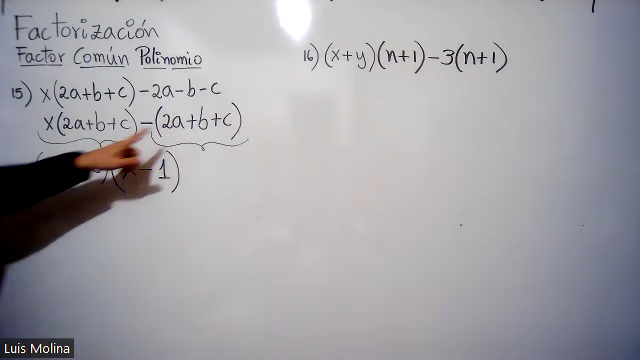 Factorización
Factor Común Polinomio
15) x(2a+b+c)-2a-b-c
x(2a+b+c)-(2a+b+c)
(x-1)
16) (x+y)(n+1)-3(n+1)
Luis Molina